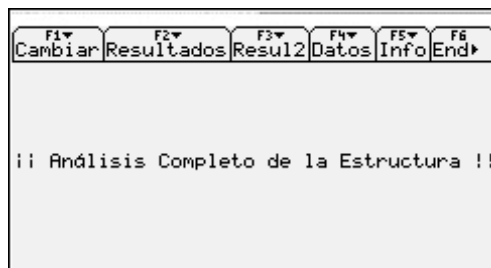 F1▾ F2▾ F3▾ F4▾ F5▾ F6
Cambiar Resultados Resul2 Datos Info End▸
¡¡ Análisis Completo de la Estructura !!